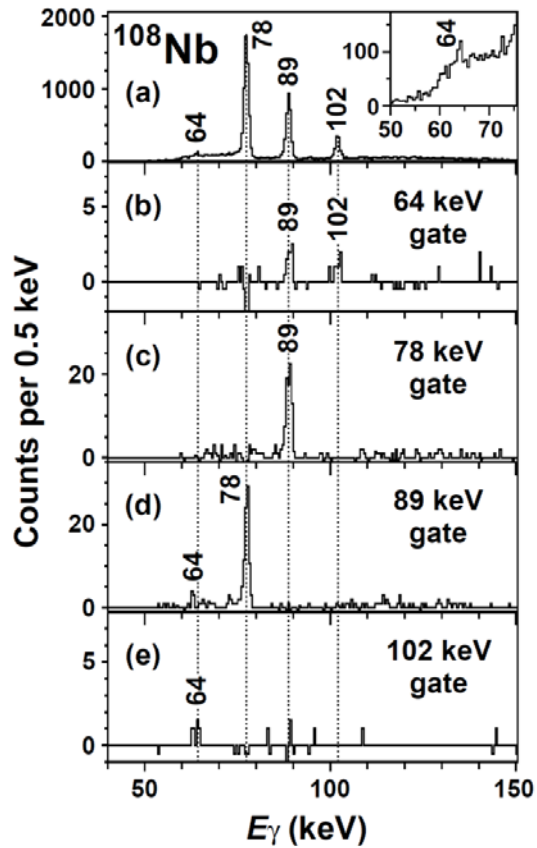 2000
1000
0
¹⁰⁸Nb
(a)
64
78
89
102
100
0
64
50 60 70
5
0
(b)
89
102
64 keV
gate
20
0
(c)
89
78 keV
gate
20
0
(d)
64
78
89 keV
gate
5
0
(e)
64
102 keV
gate
50 100 150
Counts per 0.5 keV
Eγ (keV)